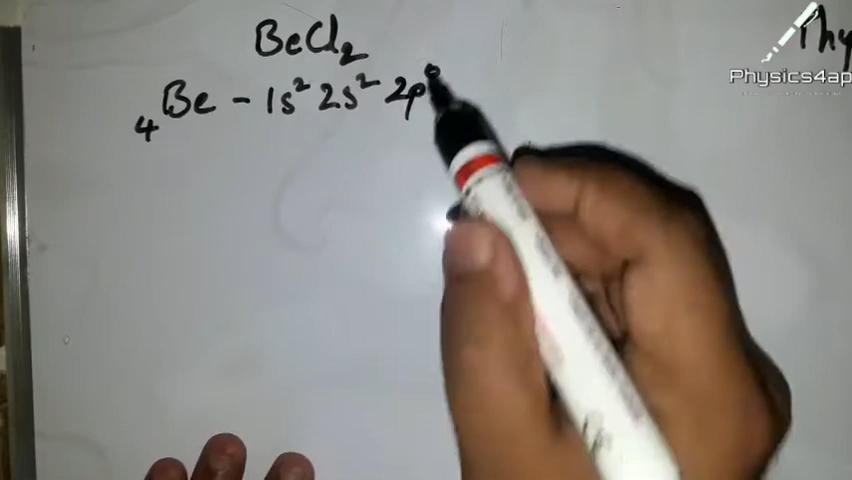 BeCl₂
₄Be - 1s² 2s² 2p⁰
Physics4ap